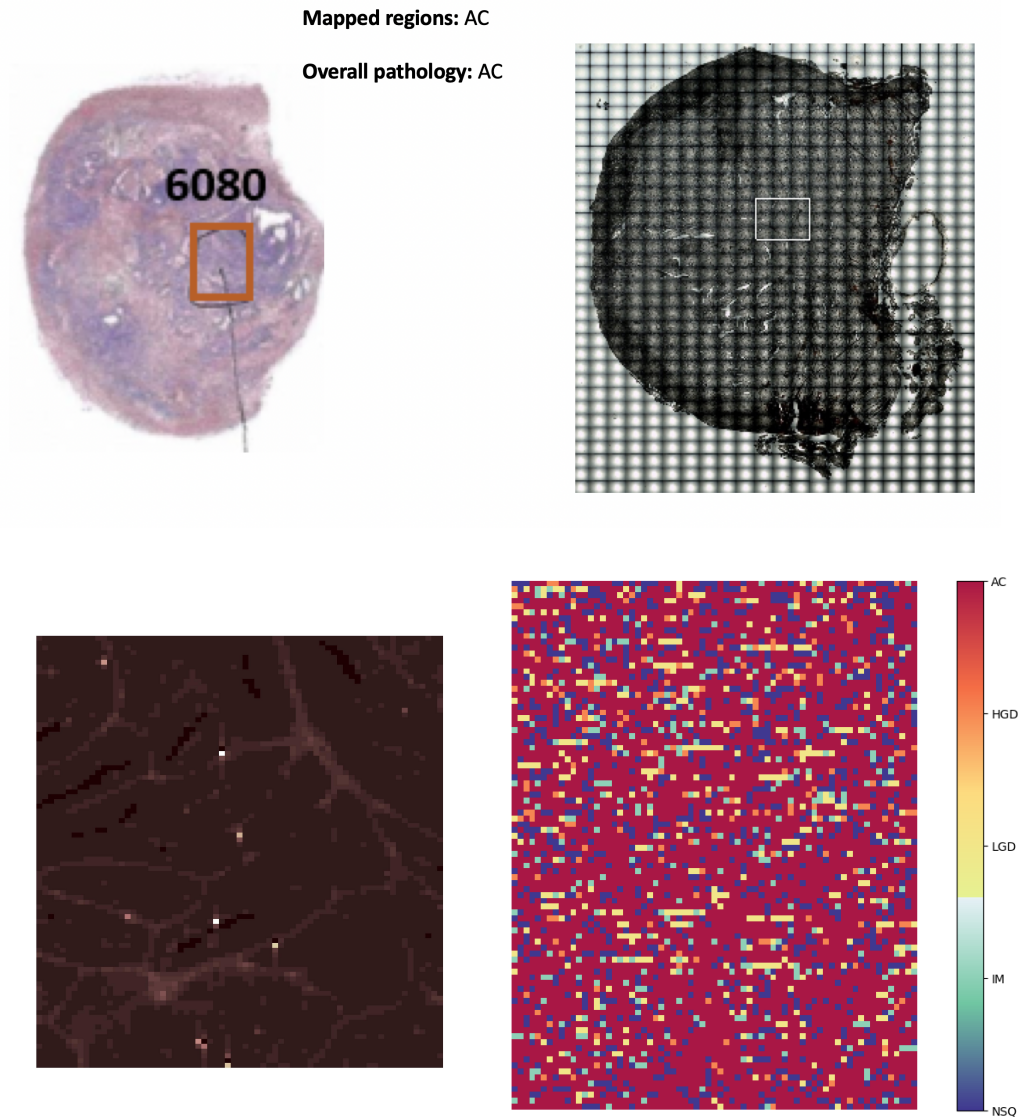 Mapped regions: AC
Overall pathology: AC
6080
AC
HGD
LGD
IM
NSQ